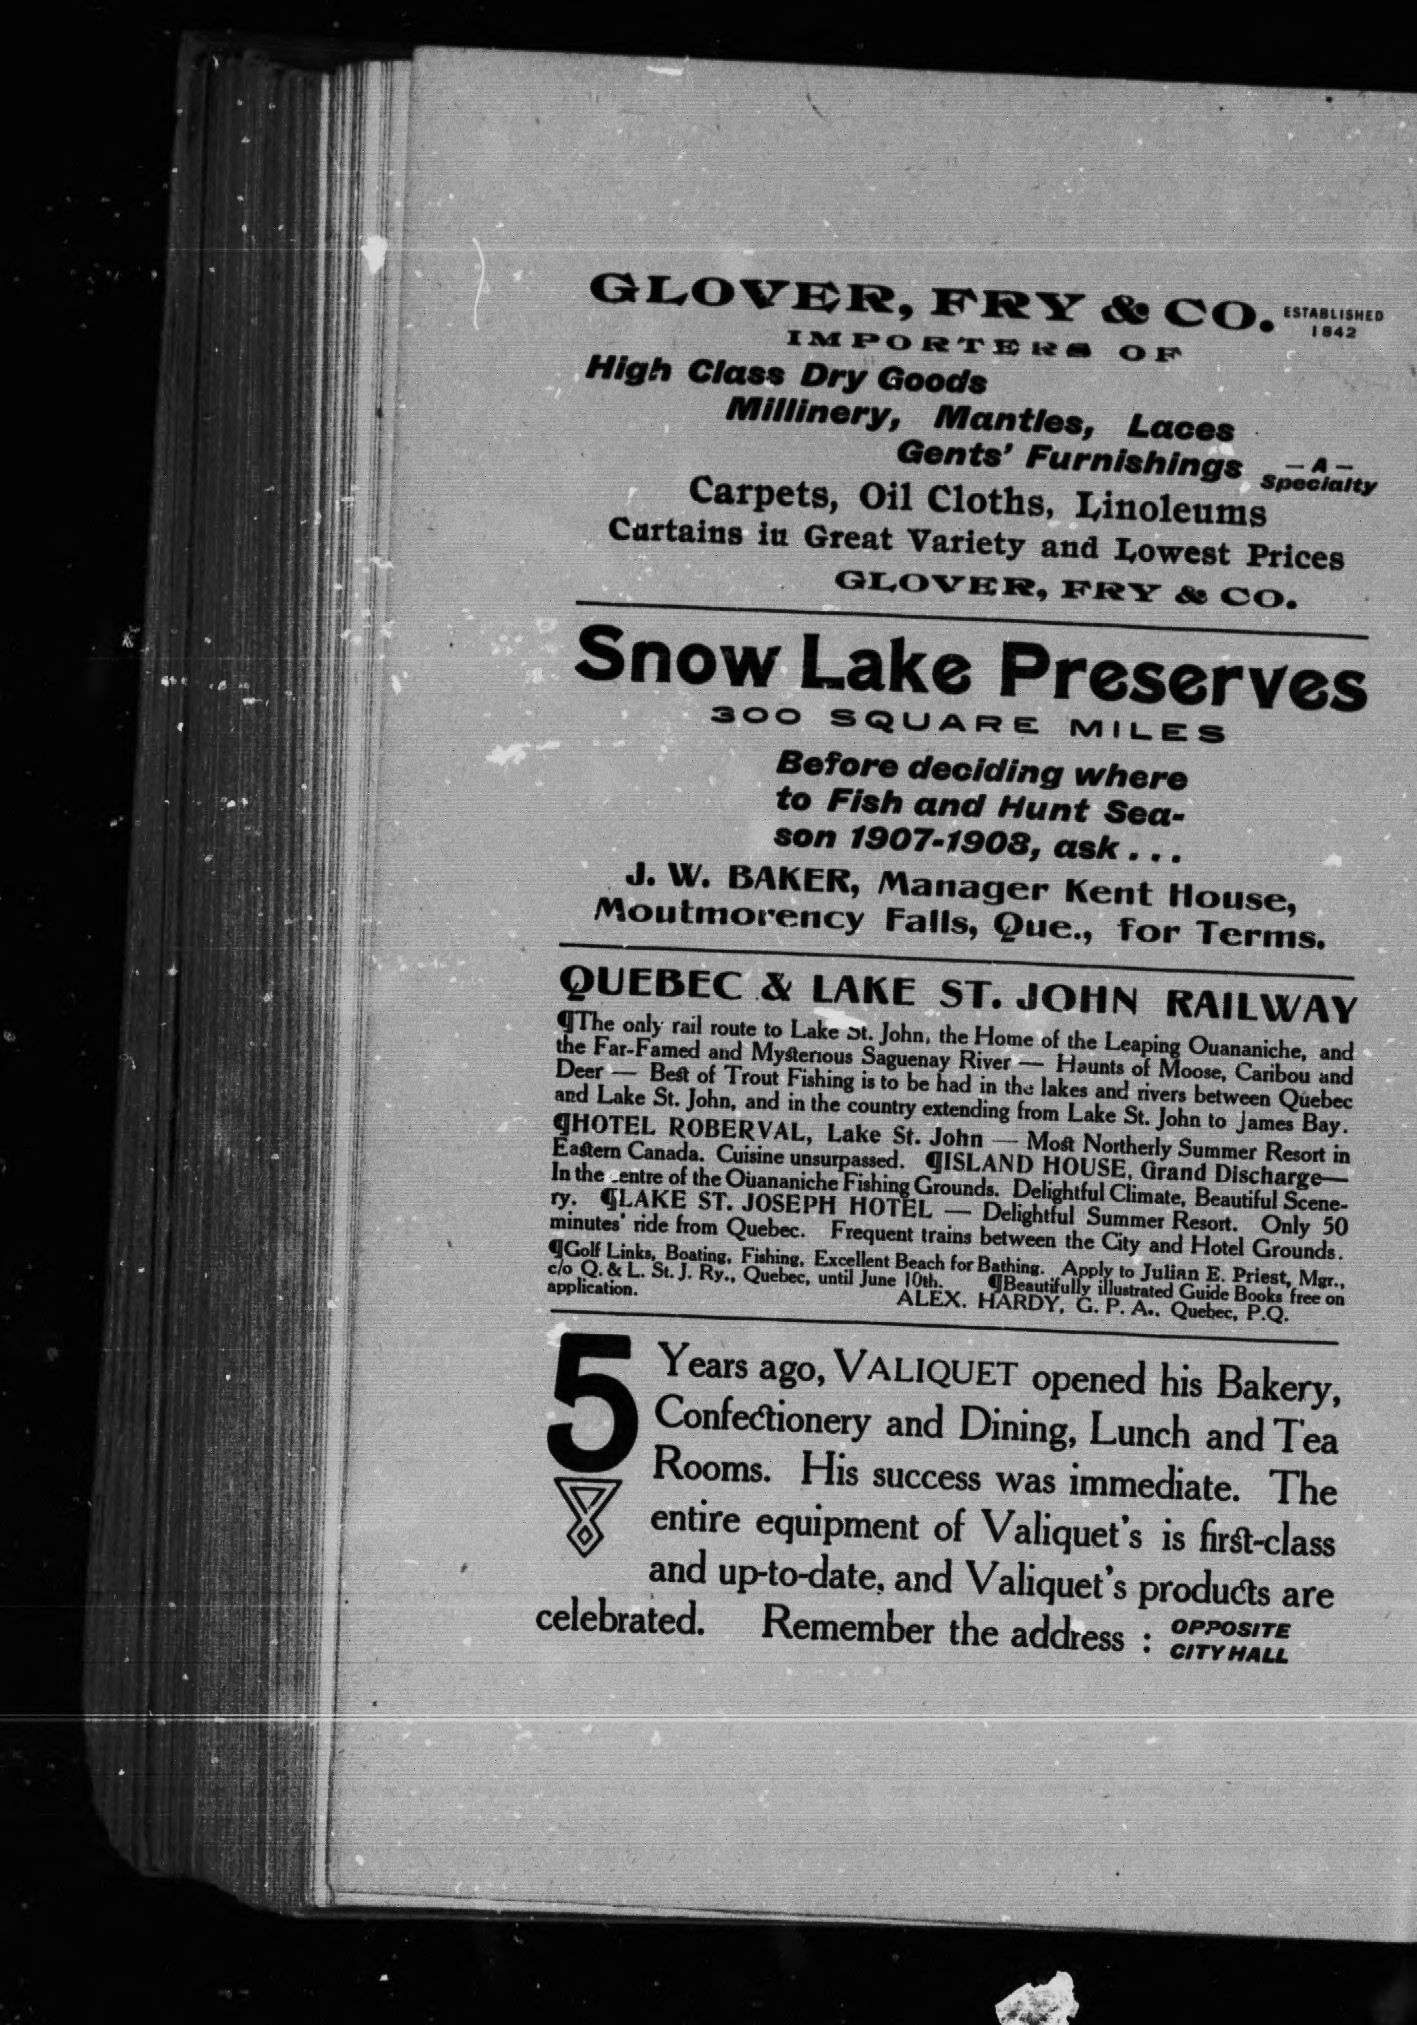 GLOVER, FRY & CO. ESTABLISHED 1842
IMPORTERS OF
High Class Dry Goods
Millinery, Mantles, Laces
Gents' Furnishings — A — Specialty
Carpets, Oil Cloths, Linoleums
Curtains in Great Variety and Lowest Prices
GLOVER, FRY & CO.
Snow Lake Preserves
300 SQUARE MILES
Before deciding where
to Fish and Hunt Sea-
son 1907-1908, ask . . .
J. W. BAKER, Manager Kent House,
Moutmorency Falls, Que., for Terms.
QUEBEC & LAKE ST. JOHN RAILWAY
¶The only rail route to Lake St. John, the Home of the Leaping Ouananiche, and
the Far-Famed and Mysterious Saguenay River — Haunts of Moose, Caribou and
Deer — Best of Trout Fishing is to be had in the lakes and rivers between Quebec
and Lake St. John, and in the country extending from Lake St. John to James Bay.
¶HOTEL ROBERVAL, Lake St. John — Most Northerly Summer Resort in
Eastern Canada. Cuisine unsurpassed. ¶ISLAND HOUSE, Grand Discharge—
In the centre of the Ouananiche Fishing Grounds. Delightful Climate, Beautiful Scene-
ry. ¶LAKE ST. JOSEPH HOTEL — Delightful Summer Resort. Only 50
minutes' ride from Quebec. Frequent trains between the City and Hotel Grounds.
¶Golf Links, Boating, Fishing, Excellent Beach for Bathing. Apply to Julian E. Priest, Mgr.,
c/o Q. & L. St. J. Ry., Quebec, until June 10th. ¶Beautifully illustrated Guide Books free on
application. ALEX. HARDY, G. P. A., Quebec, P.Q.
5 Years ago, VALIQUET opened his Bakery,
Confectionery and Dining, Lunch and Tea
Rooms. His success was immediate. The
entire equipment of Valiquet's is first-class
and up-to-date, and Valiquet's products are
celebrated. Remember the address : OPPOSITE
CITY HALL